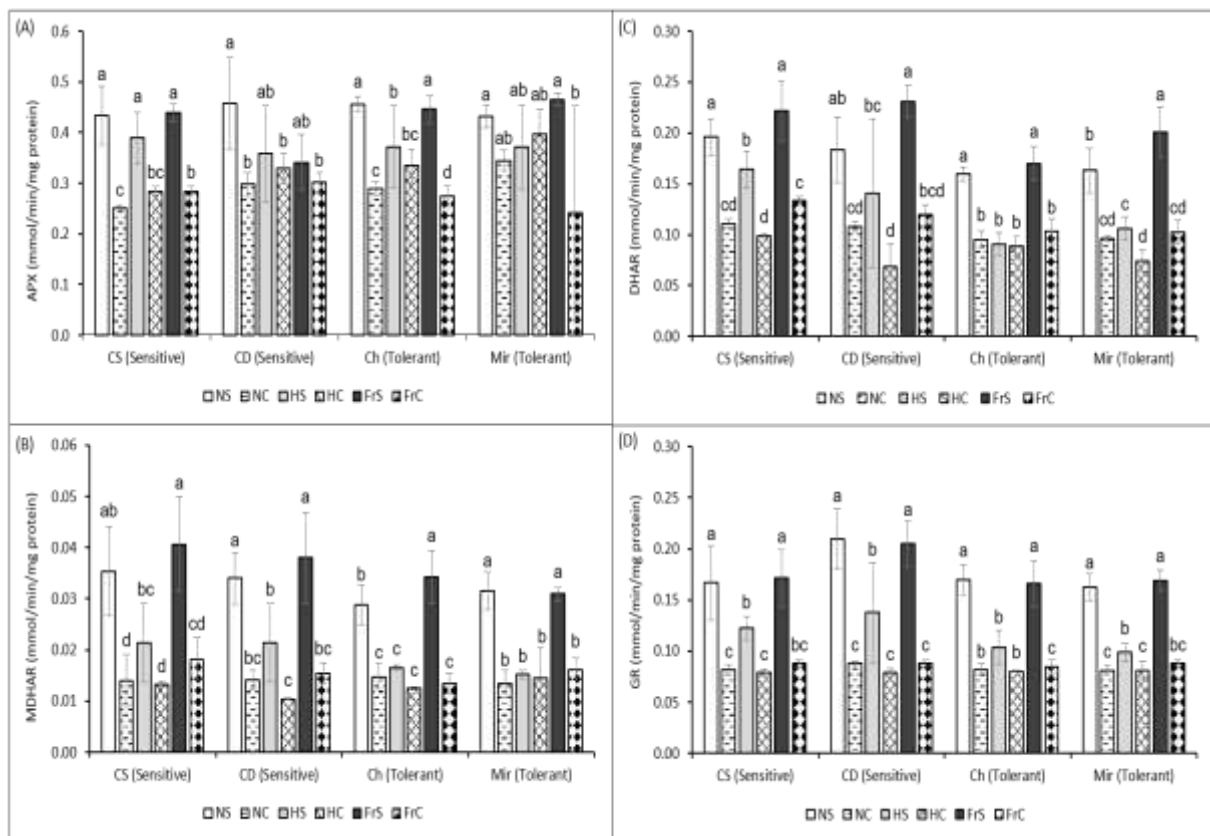 (A)
APX (mmol/min/mg protein)
0.6
0.5
0.4
0.3
0.2
0.1
0.0
a c a bc a b
a b ab b ab b
a c b bc a d
a ab ab ab a b
CS (Sensitive) CD (Sensitive) Ch (Tolerant) Mir (Tolerant)
NS NC HS HC FrS FrC
(B)
MDHAR (mmol/min/mg protein)
0.06
0.05
0.04
0.03
0.02
0.01
0.00
ab d bc d a cd
a bc b c a bc
b c c c a c
a b b b a b
CS (Sensitive) CD (Sensitive) Ch (Tolerant) Mir (Tolerant)
NS NC HS HC FrS FrC
(C)
DHAR (mmol/min/mg protein)
0.30
0.25
0.20
0.15
0.10
0.05
0.00
a cd b d a c
ab cd bc d a bcd
a b b b a b
b cd c d a cd
CS (Sensitive) CD (Sensitive) Ch (Tolerant) Mir (Tolerant)
NS NC HS HC FrS FrC
(D)
GR (mmol/min/mg protein)
0.30
0.25
0.20
0.15
0.10
0.05
0.00
a c b c a bc
a c b c a c
a b b b a c
a c b c a bc
CS (Sensitive) CD (Sensitive) Ch (Tolerant) Mir (Tolerant)
NS NC HS HC FrS FrC